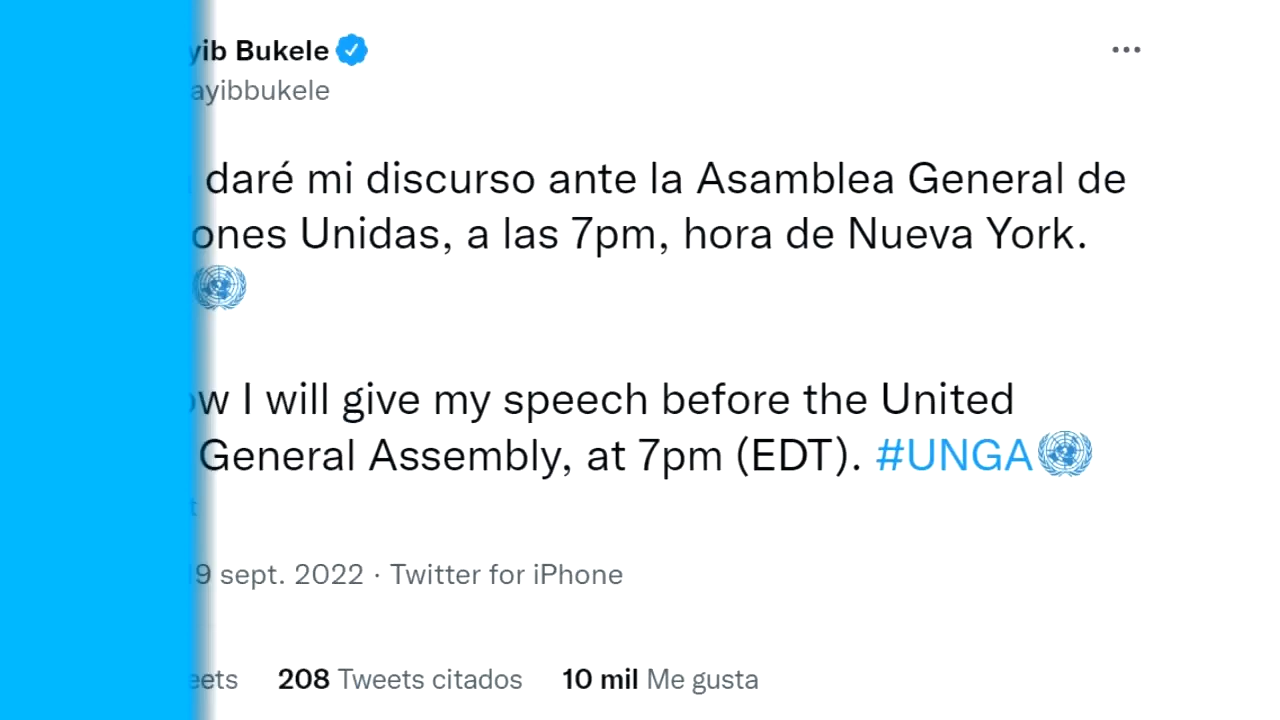 yib Bukele
ayibbukele
daré mi discurso ante la Asamblea General de
ones Unidas, a las 7pm, hora de Nueva York.
ow I will give my speech before the United
General Assembly, at 7pm (EDT). #UNGA
t
19 sept. 2022 · Twitter for iPhone
eets 208 Tweets citados 10 mil Me gusta